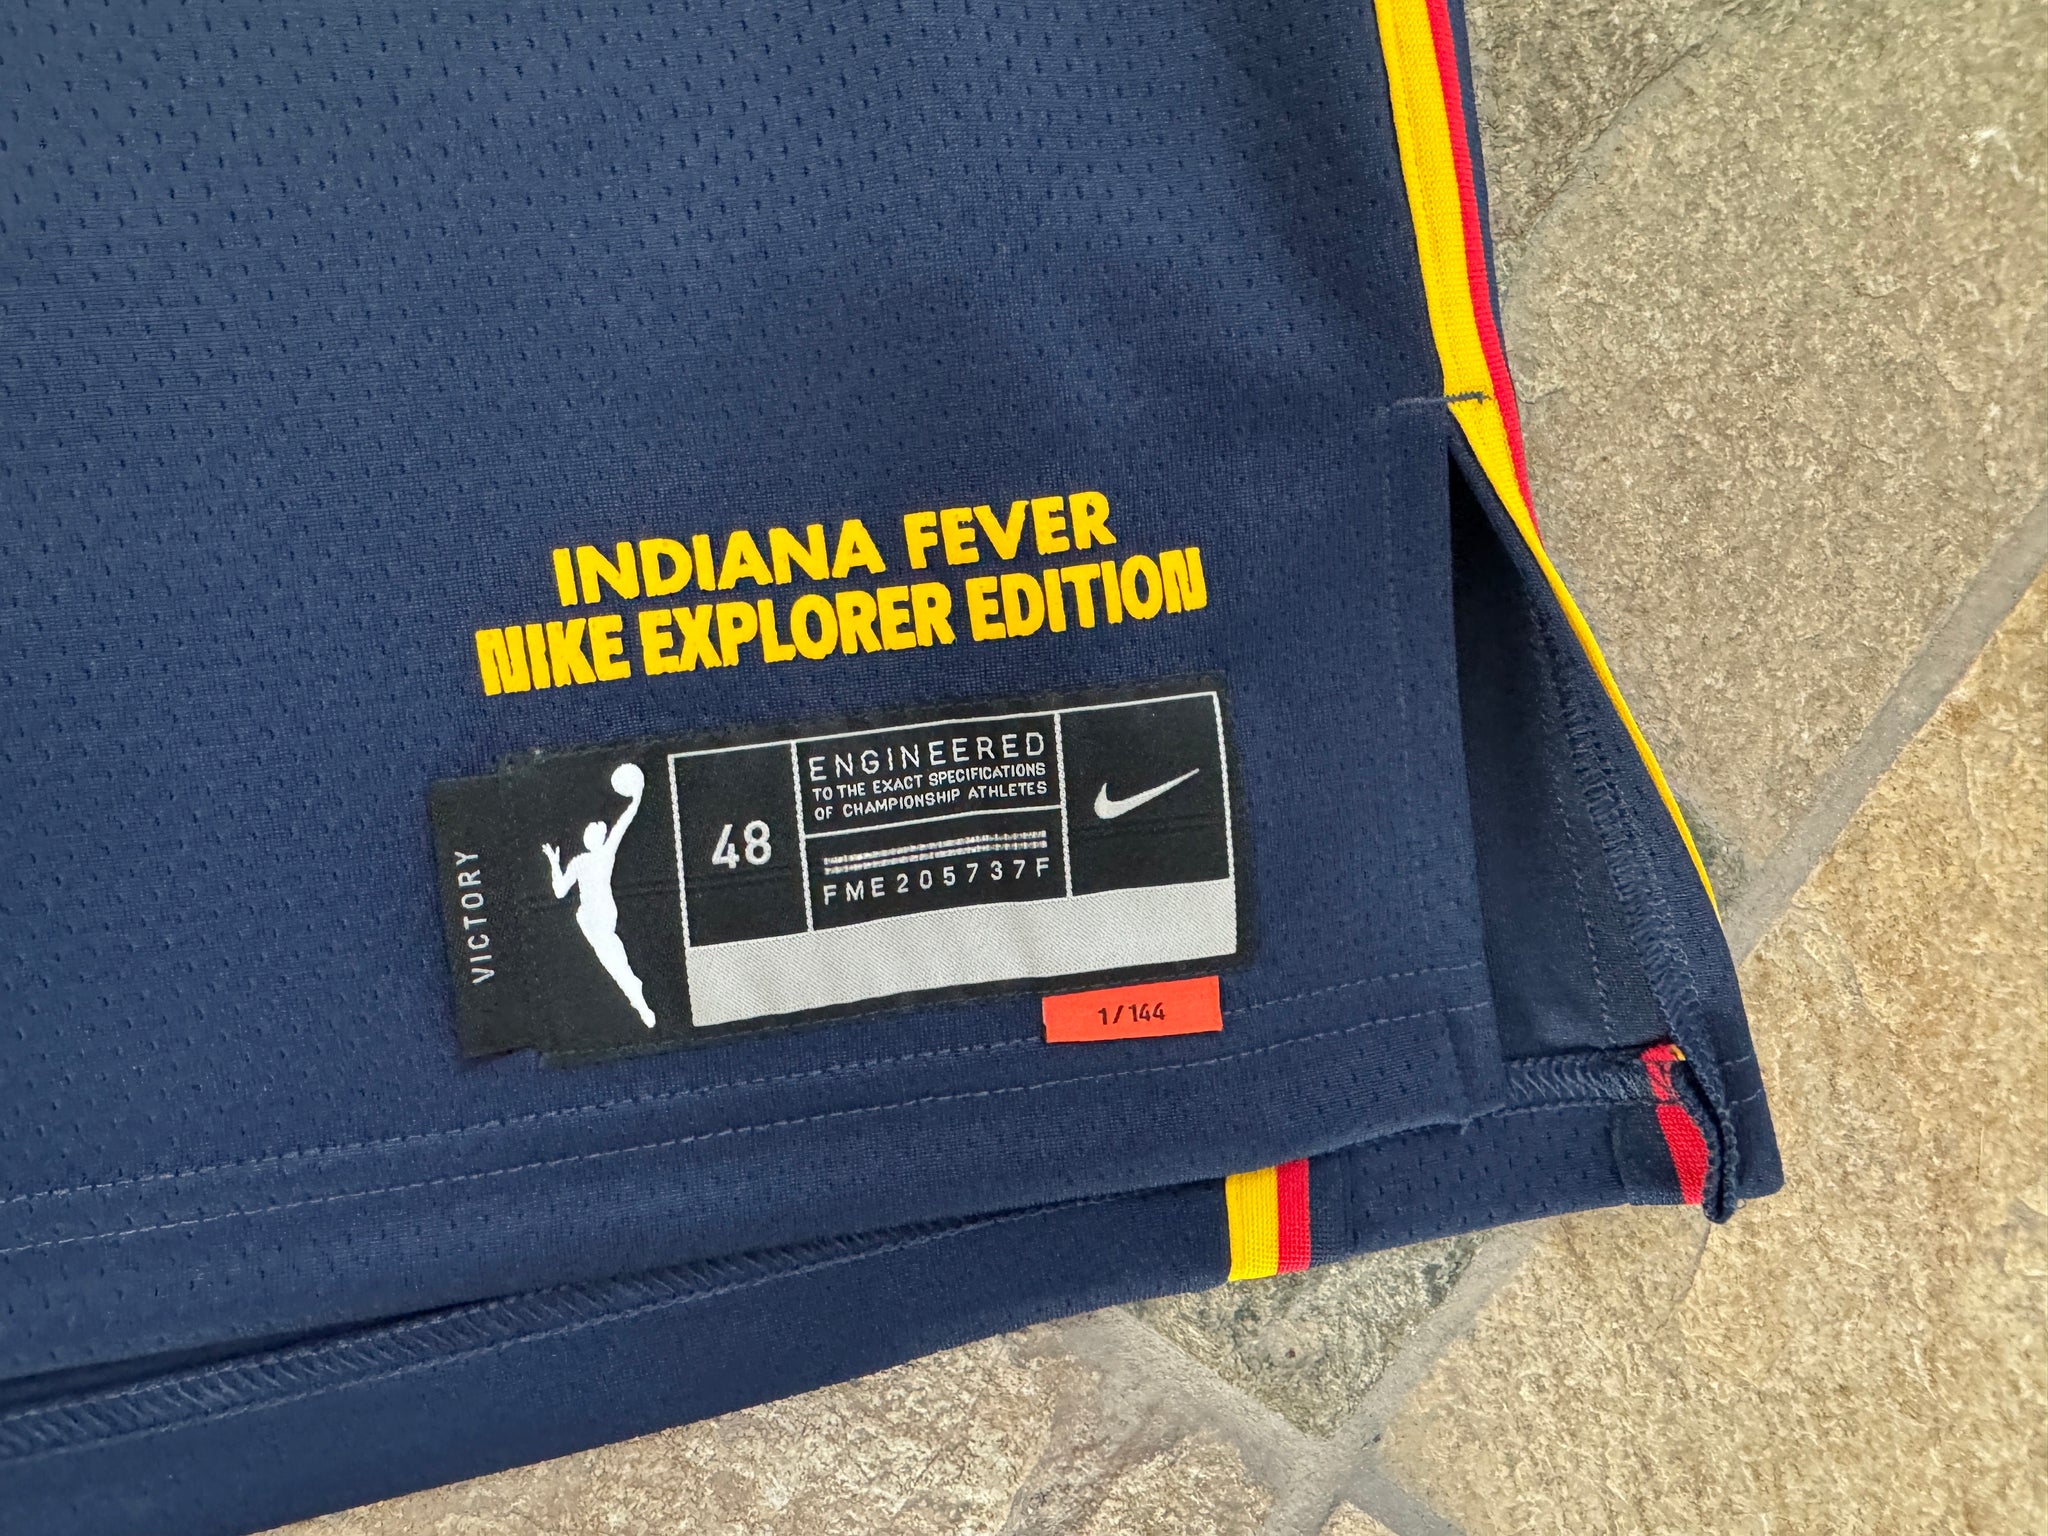 INDIANA FEVER
NIKE EXPLORER EDITION
VICTORY
48
ENGINEERED
TO THE EXACT SPECIFICATIONS
OF CHAMPIONSHIP ATHLETES
FME205737F
1/144